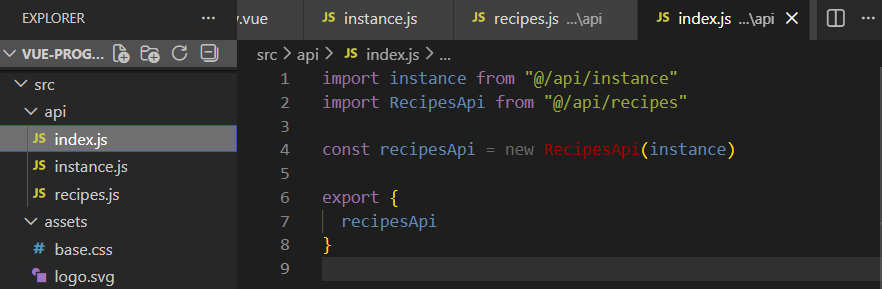 EXPLORER
VUE-PROG...
src
api
JS index.js
JS instance.js
JS recipes.js
assets
# base.css
logo.svg
y.vue
JS instance.js
JS recipes.js ...\api
JS index.js ...\api
src > api > JS index.js > ...
1 import instance from "@/api/instance"
2 import RecipesApi from "@/api/recipes"
3
4 const recipesApi = new RecipesApi(instance)
5
6 export {
7 recipesApi
8 }
9